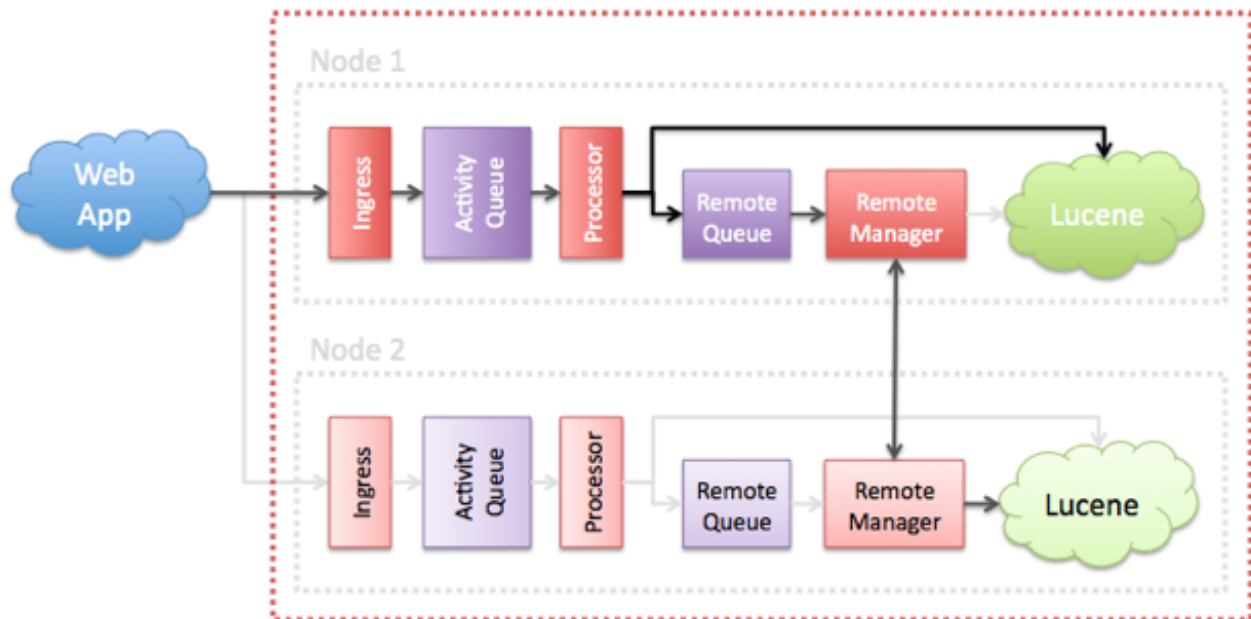 Node 1
Web
App
Ingress
Activity
Queue
Processor
Remote
Queue
Remote
Manager
Lucene
Node 2
Ingress
Activity
Queue
Processor
Remote
Queue
Remote
Manager
Lucene